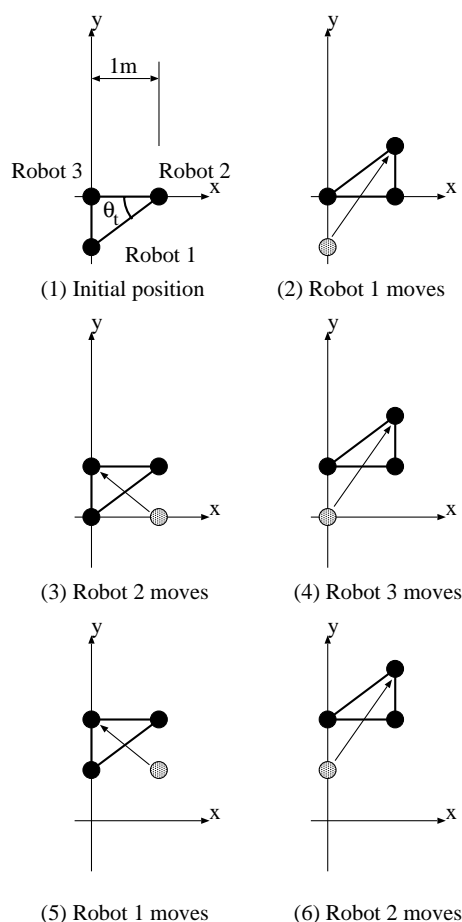 y
y
1m
Robot 3
Robot 2
x
x
θt
Robot 1
(1) Initial position
(2) Robot 1 moves
y
y
x
x
(3) Robot 2 moves
(4) Robot 3 moves
y
y
x
x
(5) Robot 1 moves
(6) Robot 2 moves